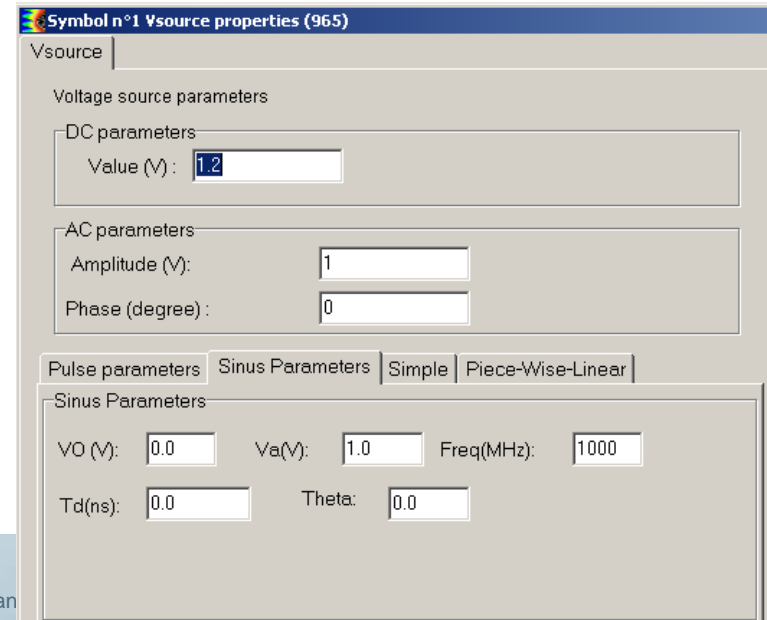 Symbol n°1 Vsource properties (965)
Vsource
Voltage source parameters
DC parameters
Value (V) : 1.2
AC parameters
Amplitude (V): 1
Phase (degree) : 0
Pulse parameters Sinus Parameters Simple Piece-Wise-Linear
Sinus Parameters
VO (V): 0.0 Va(V): 1.0 Freq(MHz): 1000
Td(ns): 0.0 Theta: 0.0